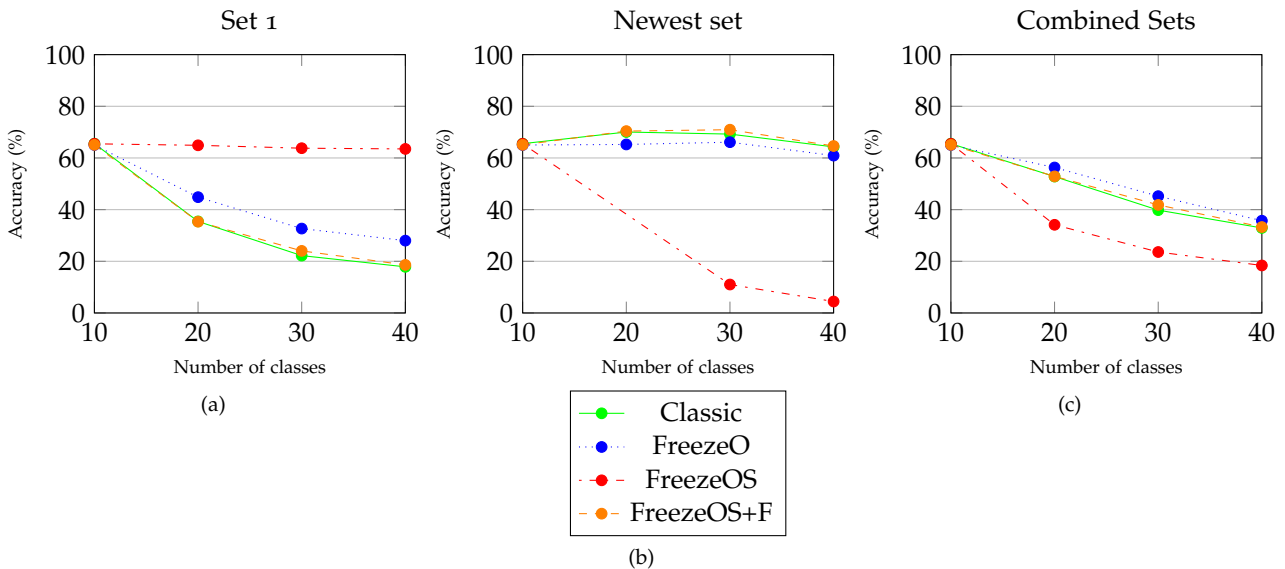 Set 1
100
80
60
40
20
0
10 20 30 40
Accuracy (%)
Number of classes
(a)
Newest set
100
80
60
40
20
0
10 20 30 40
Accuracy (%)
Number of classes
Classic
FreezeO
FreezeOS
FreezeOS+F
(b)
Combined Sets
100
80
60
40
20
0
10 20 30 40
Accuracy (%)
Number of classes
(c)